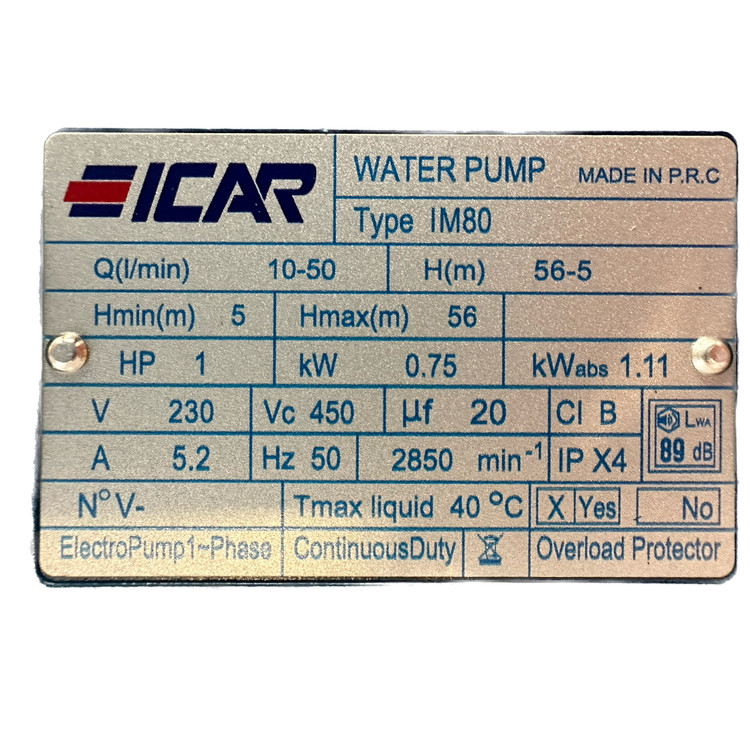 ICAR
WATER PUMP MADE IN P.R.C
Type IM80
Q(l/min) 10-50 H(m) 56-5
Hmin(m) 5 Hmax(m) 56
HP 1 kW 0.75 kWabs 1.11
V 230 Vc 450 µf 20 Cl B
LWA
89 dB
A 5.2 Hz 50 2850 min-1 IP X4
N° V- Tmax liquid 40 °C X Yes No
ElectroPump1~Phase ContinuousDuty Overload Protector